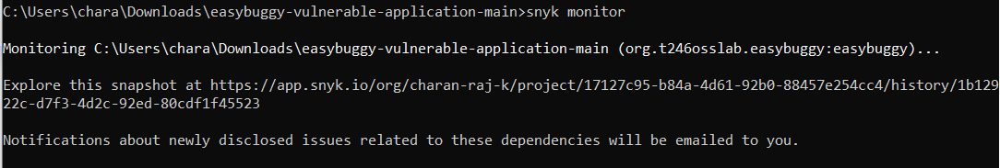 C:\Users\chara\Downloads\easybuggy-vulnerable-application-main>snyk monitor
Monitoring C:\Users\chara\Downloads\easybuggy-vulnerable-application-main (org.t246osslab.easybuggy:easybuggy)...
Explore this snapshot at https://app.snyk.io/org/charan-raj-k/project/17127c95-b84a-4d61-92b0-88457e254cc4/history/1b129
22c-d7f3-4d2c-92ed-80cdf1f45523
Notifications about newly disclosed issues related to these dependencies will be emailed to you.